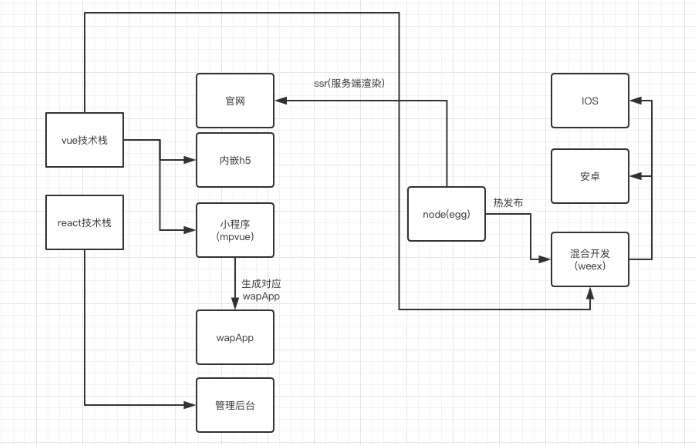 ssr(服务端渲染)
官网
IOS
vue技术栈
内嵌h5
安卓
react技术栈
小程序
(mpvue)
node(egg)
热发布
混合开发
(weex)
生成对应
wapApp
wapApp
管理后台